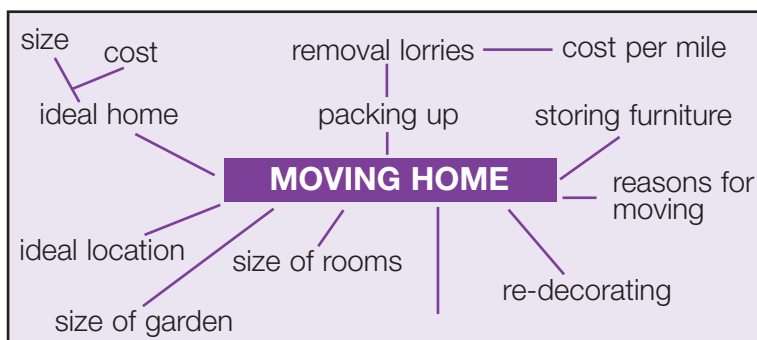 size
cost
removal lorries
cost per mile
ideal home
packing up
storing furniture
MOVING HOME
reasons for
moving
ideal location
size of rooms
re-decorating
size of garden